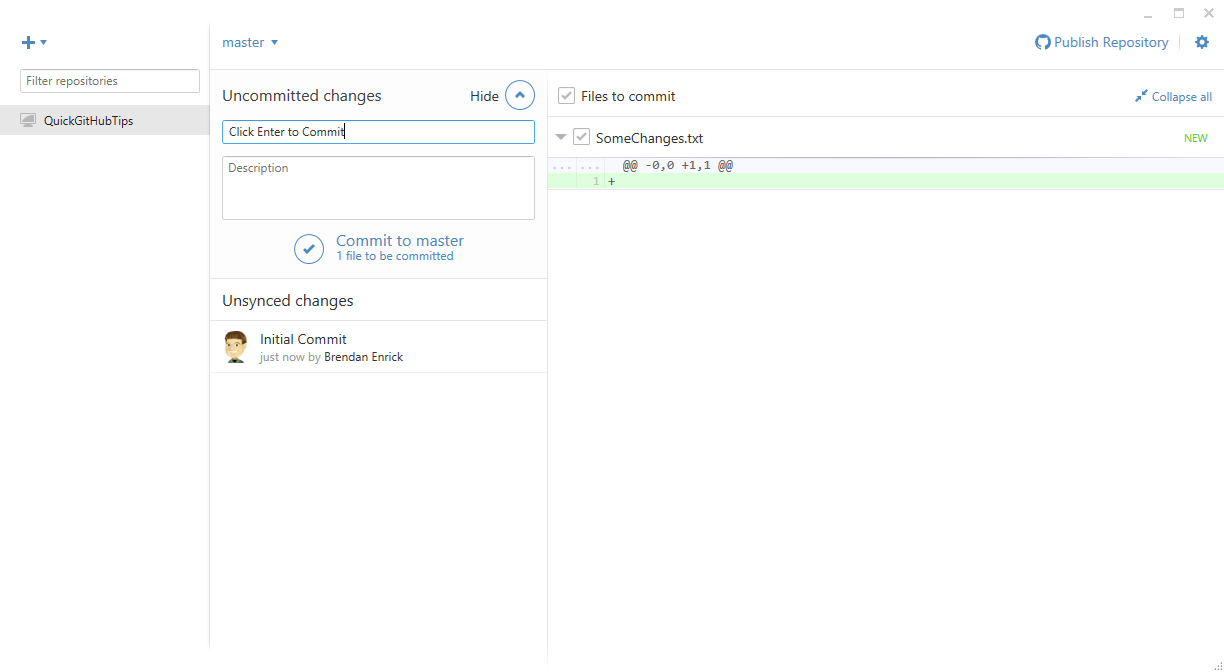 master
Publish Repository
Filter repositories
QuickGitHubTips
Uncommitted changes
Hide
Click Enter to Commit
Description
Commit to master
1 file to be committed
Unsynced changes
Initial Commit
just now by Brendan Enrick
Files to commit
Collapse all
SomeChanges.txt
NEW
... ... @@ -0,0 +1,1 @@
1 +